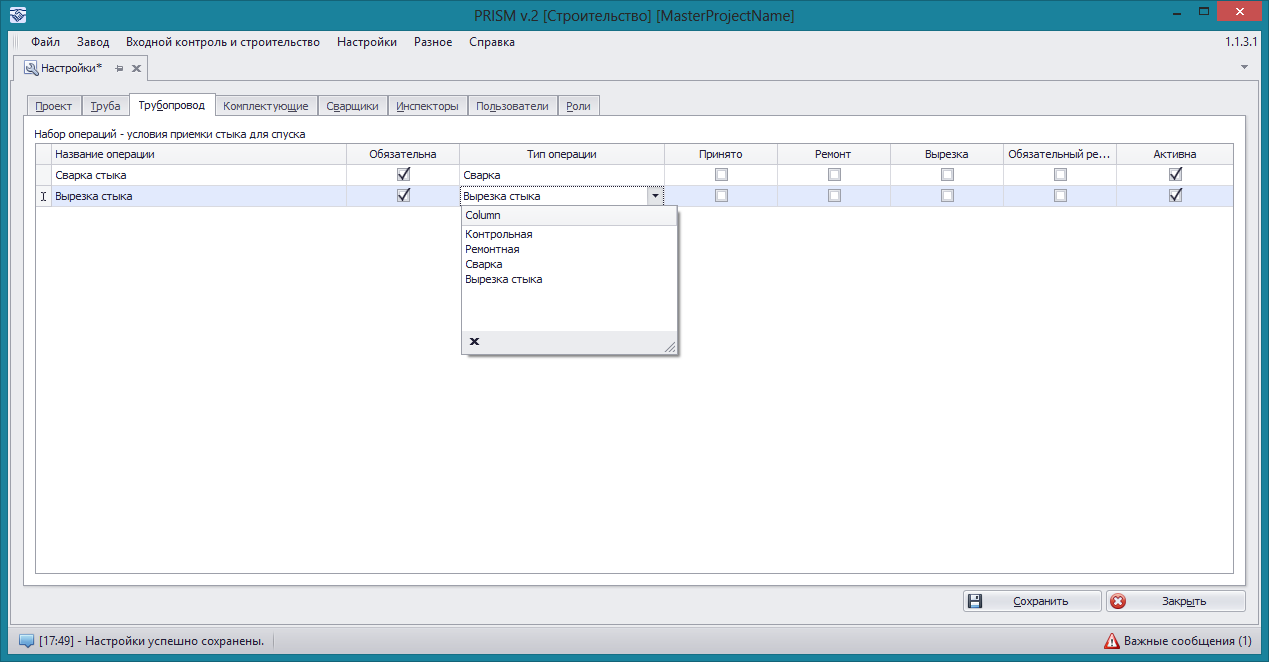 PRISM v.2 [Строительство] [MasterProjectName]
Файл Завод Входной контроль и строительство Настройки Разное Справка 1.1.3.1
Настройки*
Проект Труба Трубопровод Комплектующие Сварщики Инспекторы Пользователи Роли
Набор операций - условия приемки стыка для спуска
Название операции Обязательна Тип операции Принято Ремонт Вырезка Обязательный ре... Активна
Сварка стыка Сварка
Вырезка стыка Вырезка стыка
Column
Контрольная
Ремонтная
Сварка
Вырезка стыка
Сохранить Закрыть
[17:49] - Настройки успешно сохранены. Важные сообщения (1)